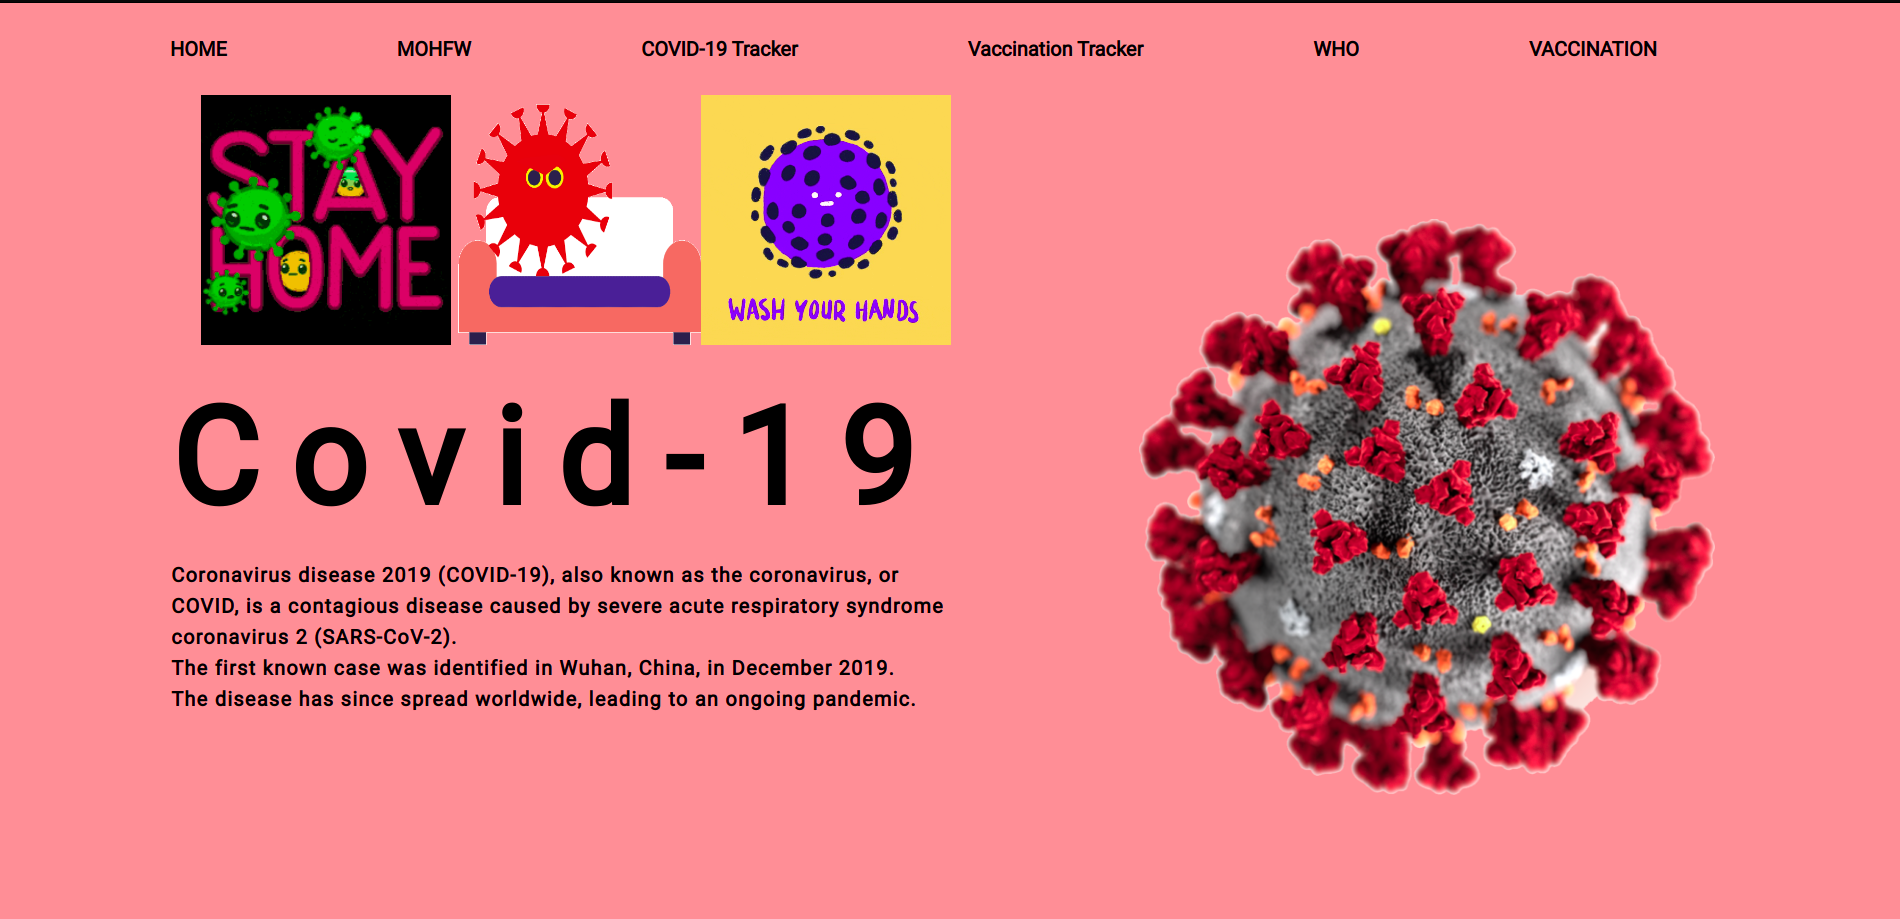 HOME MOHFW COVID-19 Tracker Vaccination Tracker WHO VACCINATION
STAY
HOME
WASH YOUR HANDS
Covid-19
Coronavirus disease 2019 (COVID-19), also known as the coronavirus, or
COVID, is a contagious disease caused by severe acute respiratory syndrome
coronavirus 2 (SARS-CoV-2).
The first known case was identified in Wuhan, China, in December 2019.
The disease has since spread worldwide, leading to an ongoing pandemic.